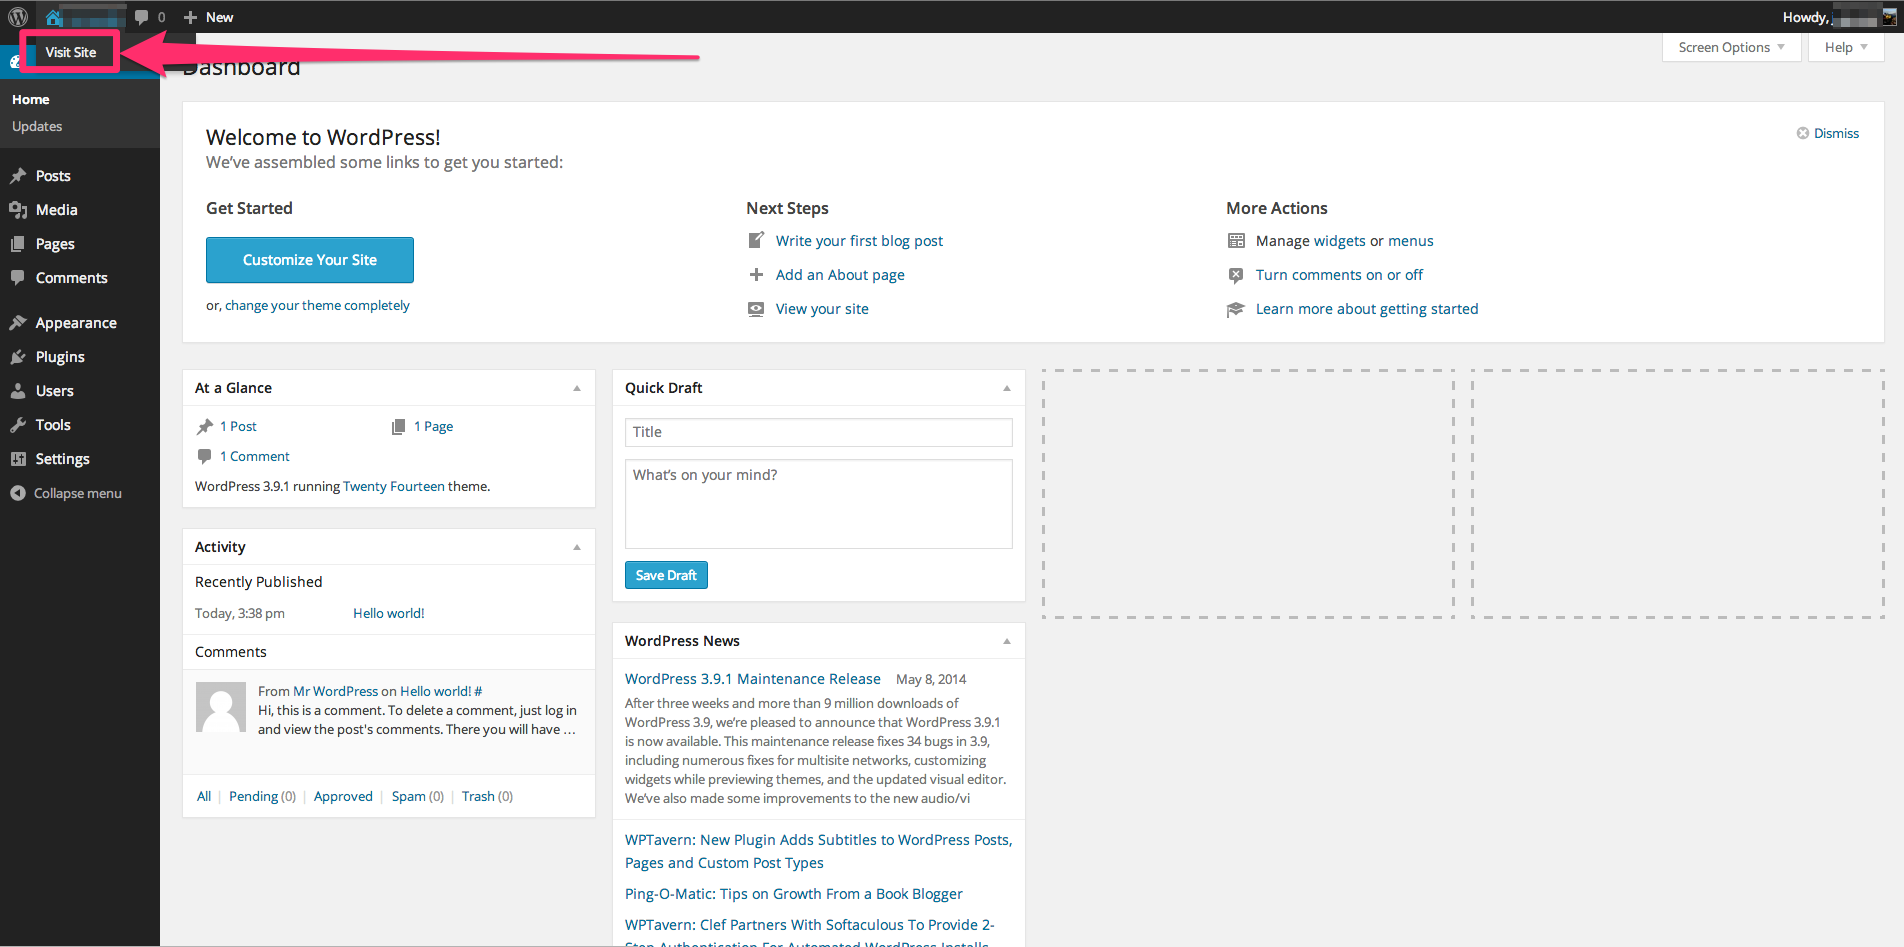 0 New
Howdy,
Visit Site
Dashboard
Screen Options
Help
Home
Updates
Posts
Media
Pages
Comments
Appearance
Plugins
Users
Tools
Settings
Collapse menu
Welcome to WordPress!
We've assembled some links to get you started:
Dismiss
Get Started
Customize Your Site
or, change your theme completely
Next Steps
Write your first blog post
Add an About page
View your site
More Actions
Manage widgets or menus
Turn comments on or off
Learn more about getting started
At a Glance
1 Post
1 Page
1 Comment
WordPress 3.9.1 running Twenty Fourteen theme.
Activity
Recently Published
Today, 3:38 pm Hello world!
Comments
From Mr WordPress on Hello world! #
Hi, this is a comment. To delete a comment, just log in
and view the post's comments. There you will have …
All | Pending (0) | Approved | Spam (0) | Trash (0)
Quick Draft
Title
What's on your mind?
Save Draft
WordPress News
WordPress 3.9.1 Maintenance Release May 8, 2014
After three weeks and more than 9 million downloads of
WordPress 3.9, we're pleased to announce that WordPress 3.9.1
is now available. This maintenance release fixes 34 bugs in 3.9,
including numerous fixes for multisite networks, customizing
widgets while previewing themes, and the updated visual editor.
We've also made some improvements to the new audio/vi
WPTavern: New Plugin Adds Subtitles to WordPress Posts,
Pages and Custom Post Types
Ping-O-Matic: Tips on Growth From a Book Blogger
WPTavern: Clef Partners With Softaculous To Provide 2-
Step Authentication For Automated WordPress Installs